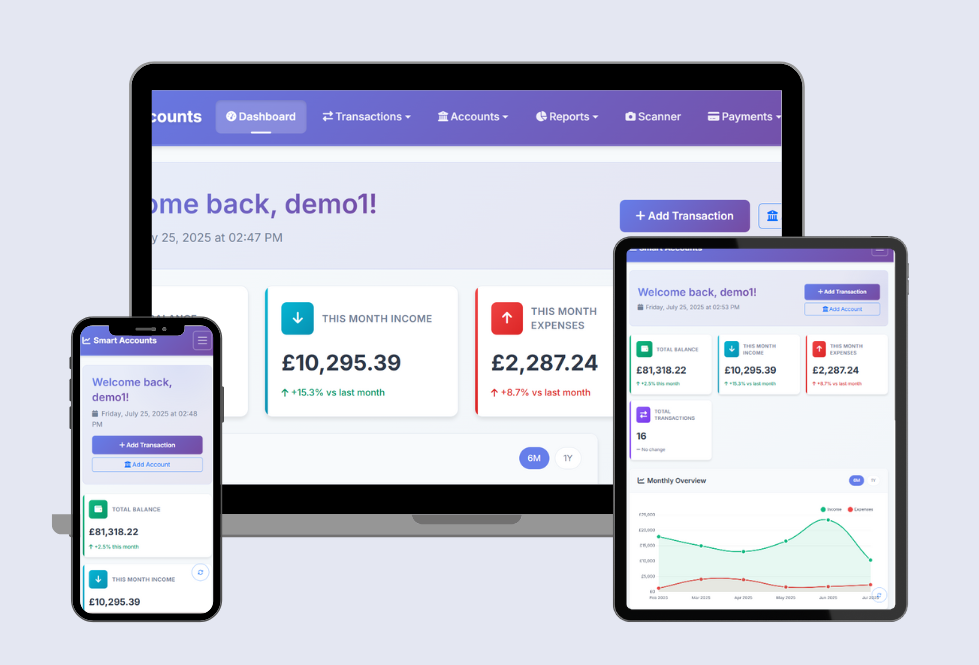 counts
Dashboard
Transactions
Accounts
Reports
Scanner
Payments
ome back, demo1!
y 25, 2025 at 02:47 PM
+ Add Transaction
THIS MONTH INCOME
£10,295.39
+15.3% vs last month
THIS MONTH
EXPENSES
£2,287.24
+8.7% vs last month
6M
1Y
Smart Accounts
Welcome back,
demo1!
Friday, July 25, 2025 at 02:48
PM
+ Add Transaction
Add Account
TOTAL BALANCE
£81,318.22
+2.5% this month
THIS MONTH INCOME
£10,295.39
Smart Accounts
Welcome back, demo1!
Friday, July 25, 2025 at 02:53 PM
+ Add Transaction
Add Account
TOTAL BALANCE
£81,318.22
+2.5% this month
THIS MONTH
INCOME
£10,295.39
+15.3% vs last month
THIS MONTH
EXPENSES
£2,287.24
+8.7% vs last month
TOTAL
TRANSACTIONS
16
No change
Monthly Overview
6M
1Y
Income
Expenses
£20,000
£15,000
£10,000
£5,000
£0
Feb 2025
Mar 2025
Apr 2025
May 2025
Jun 2025